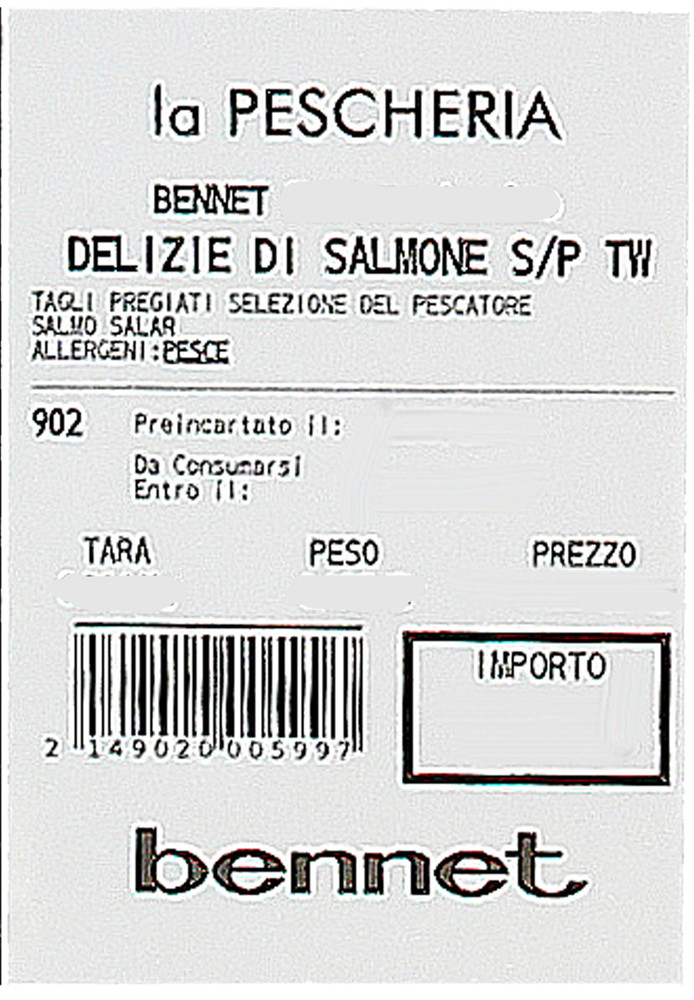 la PESCHERIA
BENNET
DELIZIE DI SALMONE S/P TW
TAGLI PREGIATI SELEZIONE DEL PESCATORE
SALMO SALAR
ALLERGENI:PESCE
902 Preincartato il:
Da Consumarsi
Entro il:
TARA PESO PREZZO
IMPORTO
2 149020 005997
bennet